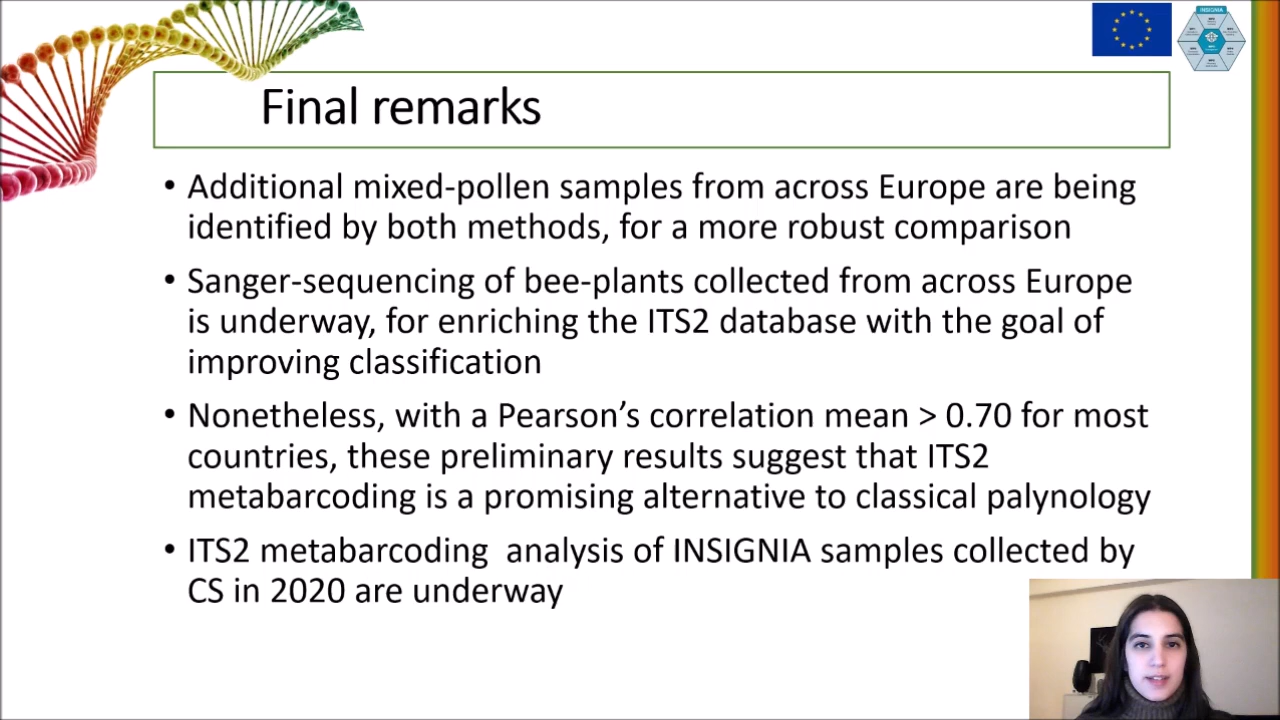 INSIGNIA
Final remarks
• Additional mixed-pollen samples from across Europe are being
identified by both methods, for a more robust comparison
• Sanger-sequencing of bee-plants collected from across Europe
is underway, for enriching the ITS2 database with the goal of
improving classification
• Nonetheless, with a Pearson’s correlation mean > 0.70 for most
countries, these preliminary results suggest that ITS2
metabarcoding is a promising alternative to classical palynology
• ITS2 metabarcoding  analysis of INSIGNIA samples collected by
CS in 2020 are underway